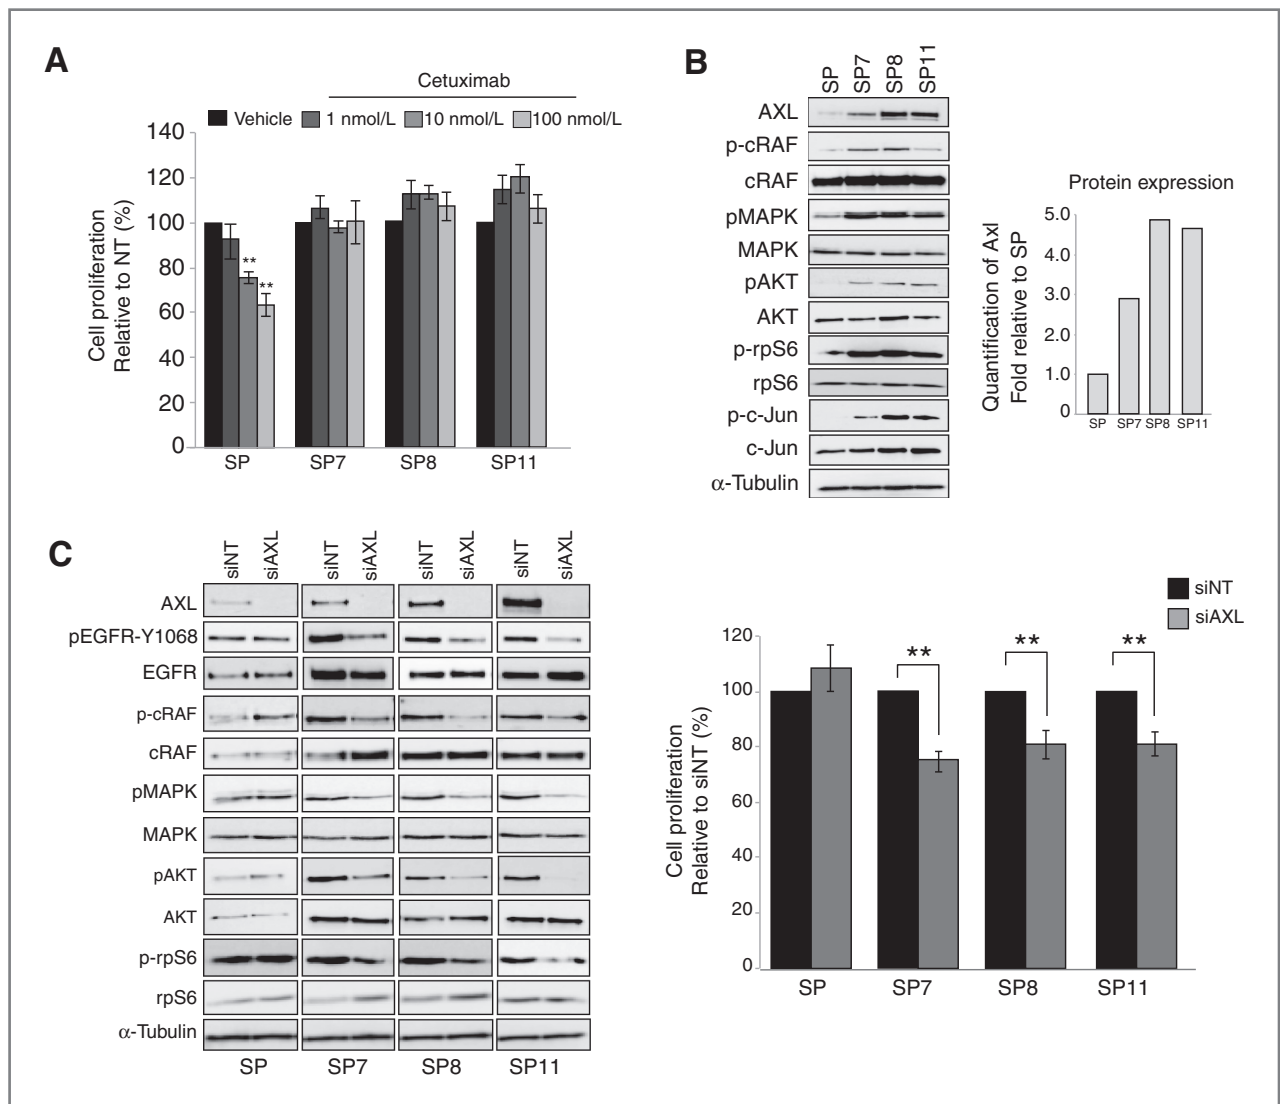 A
Cetuximab
Vehicle 1 nmol/L 10 nmol/L 100 nmol/L
Cell proliferation
Relative to NT (%)
140
120
100
80
60
40
20
0
**
**
SP SP7 SP8 SP11
B
SP SP7 SP8 SP11
AXL
p-cRAF
cRAF
pMAPK
MAPK
pAKT
AKT
p-rpS6
rpS6
p-c-Jun
c-Jun
α-Tubulin
Protein expression
Quantification of Axl
Fold relative to SP
5.0
4.0
3.0
2.0
1.0
0
SP SP7 SP8 SP11
C
siNT siAXL siNT siAXL siNT siAXL siNT siAXL
AXL
pEGFR-Y1068
EGFR
p-cRAF
cRAF
pMAPK
MAPK
pAKT
AKT
p-rpS6
rpS6
α-Tubulin
SP SP7 SP8 SP11
siNT
siAXL
Cell proliferation
Relative to siNT (%)
120
100
80
60
40
20
0
** ** **
SP SP7 SP8 SP11